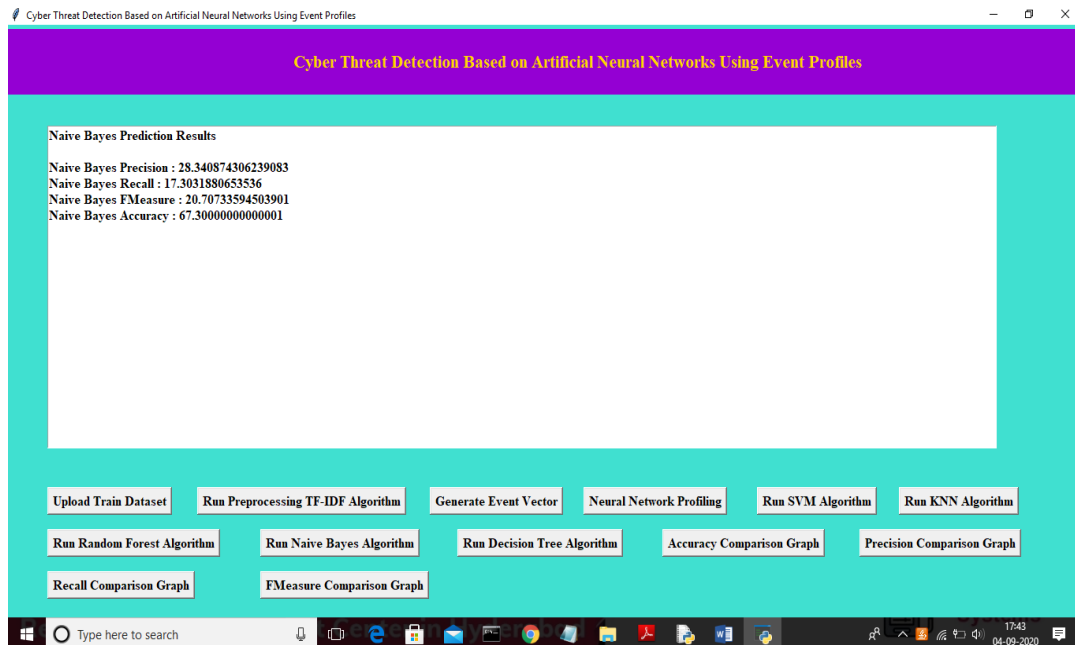 Cyber Threat Detection Based on Artificial Neural Networks Using Event Profiles
Cyber Threat Detection Based on Artificial Neural Networks Using Event Profiles
Naive Bayes Prediction Results
Naive Bayes Precision : 28.340874306239083
Naive Bayes Recall : 17.3031880653536
Naive Bayes FMeasure : 20.70733594503901
Naive Bayes Accuracy : 67.30000000000001
Upload Train Dataset Run Preprocessing TF-IDF Algorithm Generate Event Vector Neural Network Profiling Run SVM Algorithm Run KNN Algorithm
Run Random Forest Algorithm Run Naive Bayes Algorithm Run Decision Tree Algorithm Accuracy Comparison Graph Precision Comparison Graph
Recall Comparison Graph FMeasure Comparison Graph
Type here to search
17:43
04-09-2020